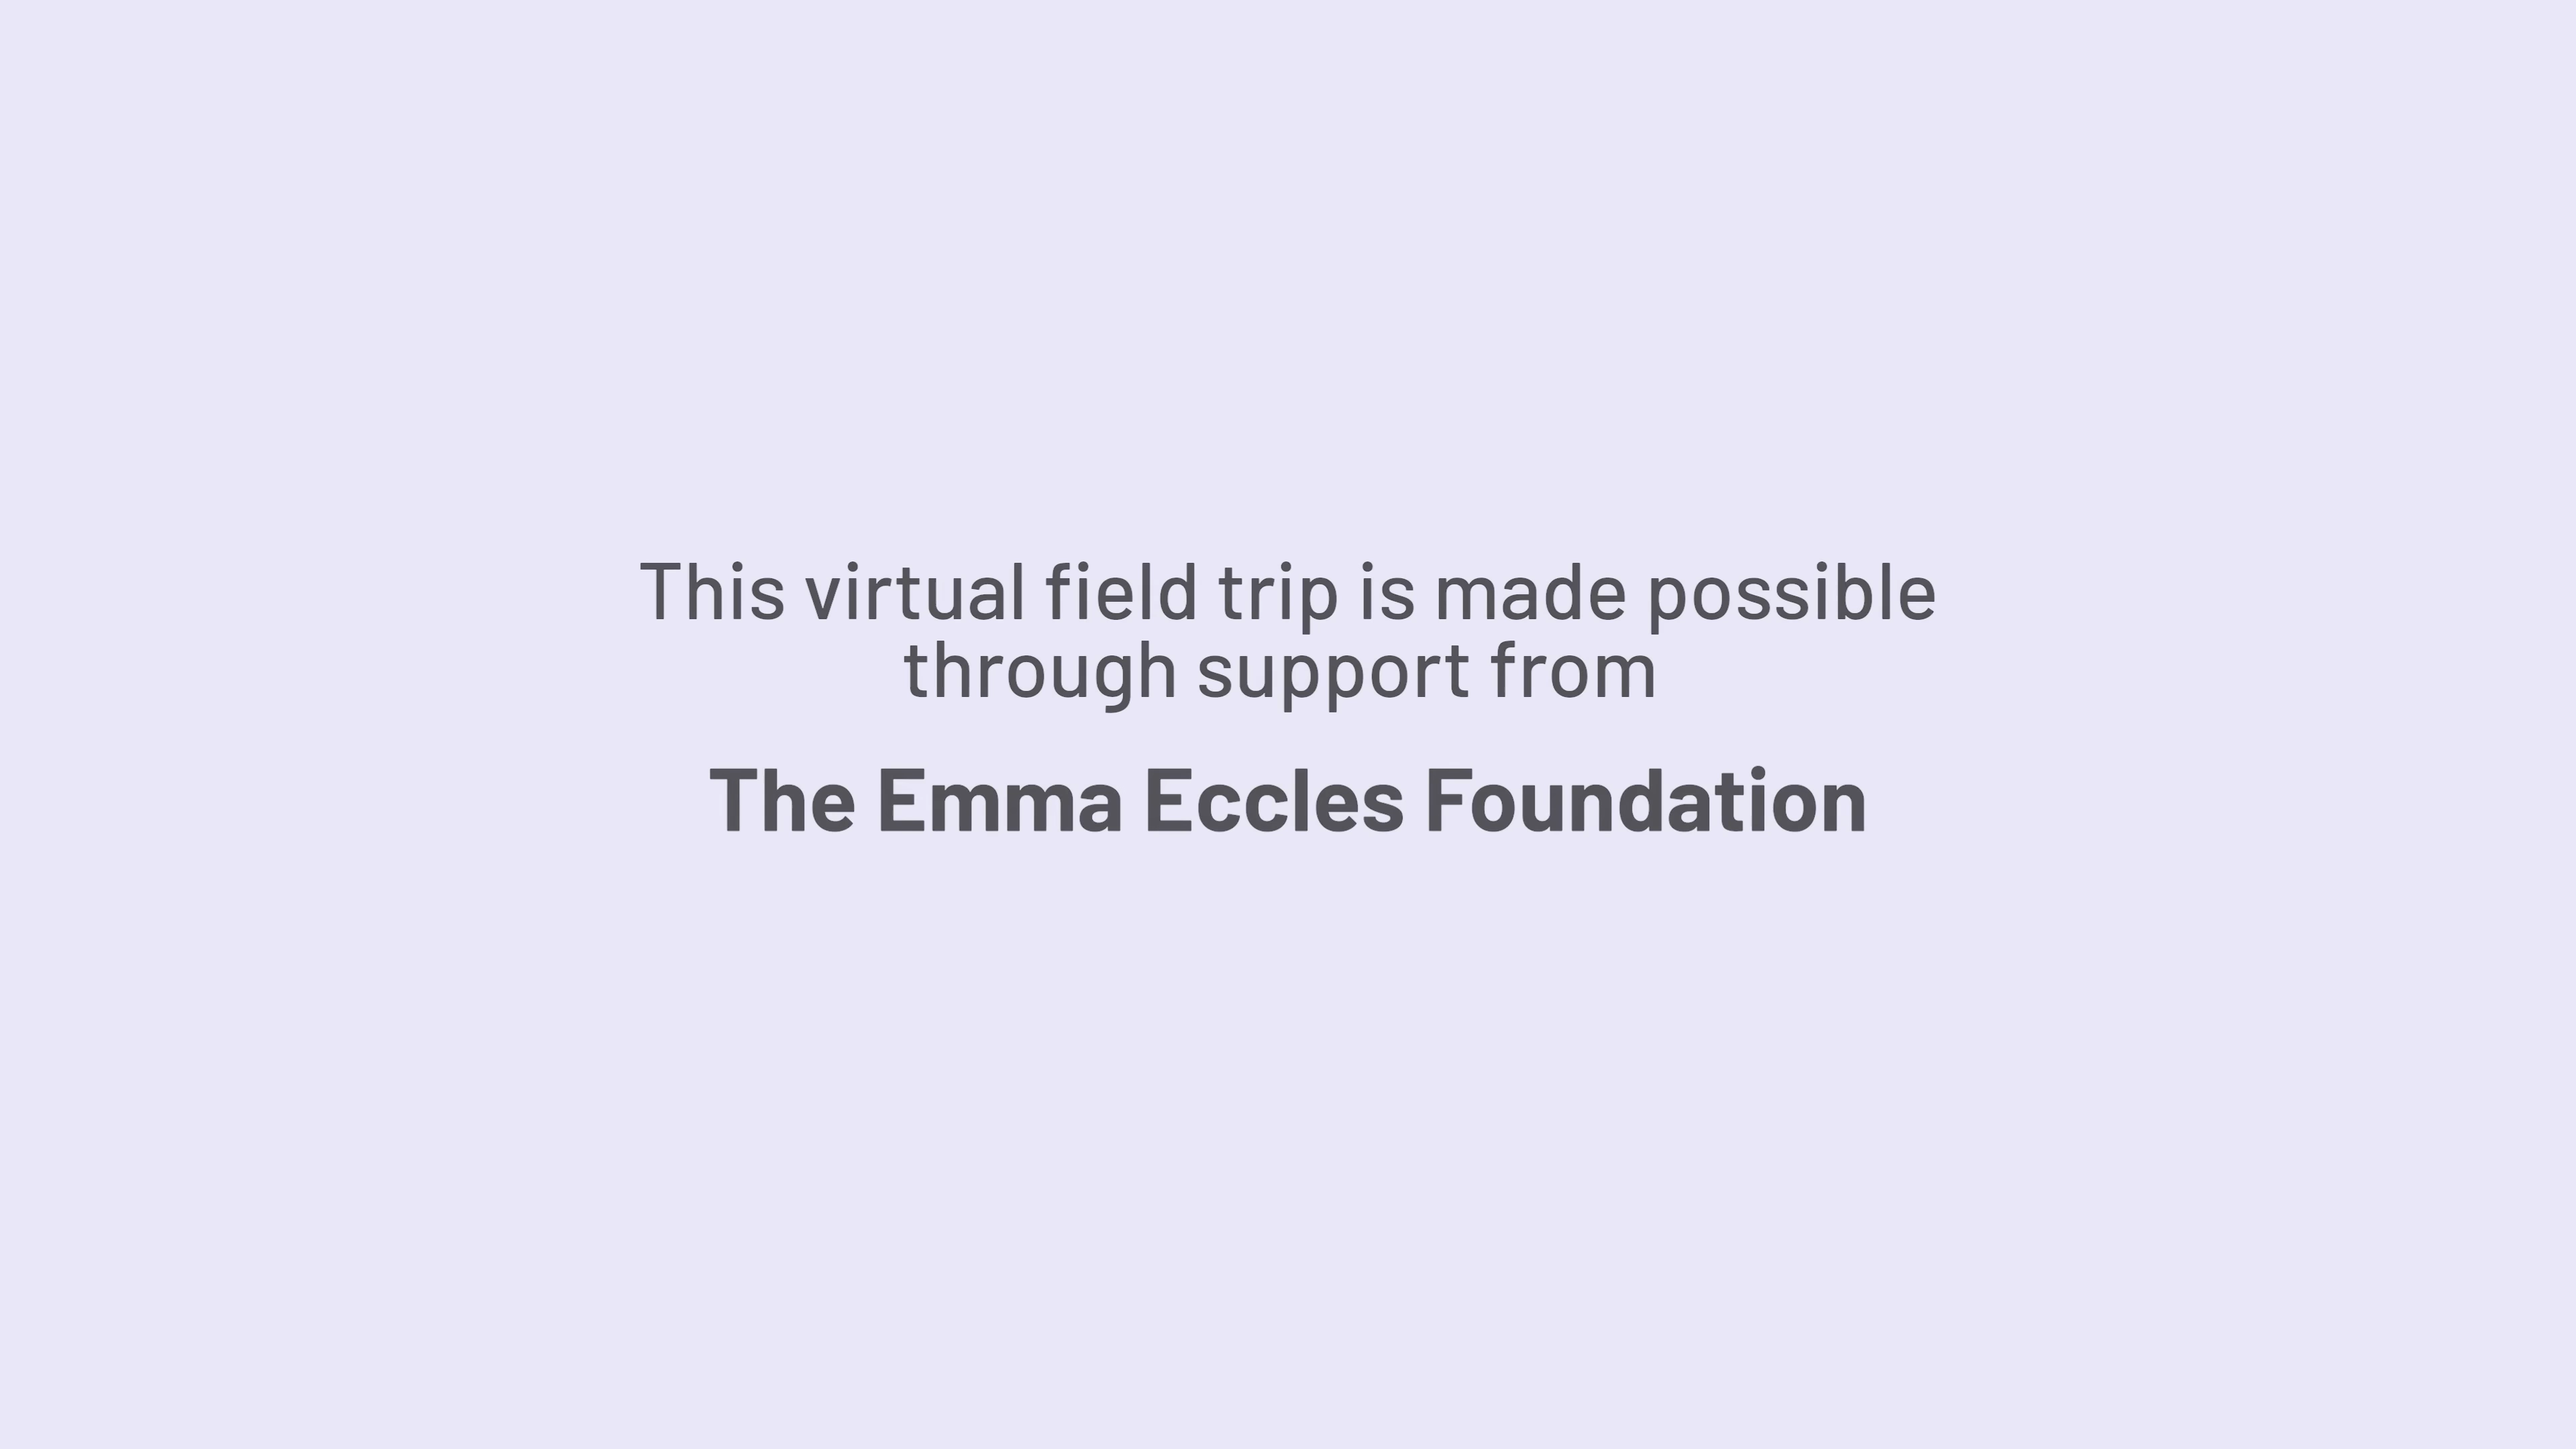 This virtual field trip is made possible
through support from
The Emma Eccles Foundation